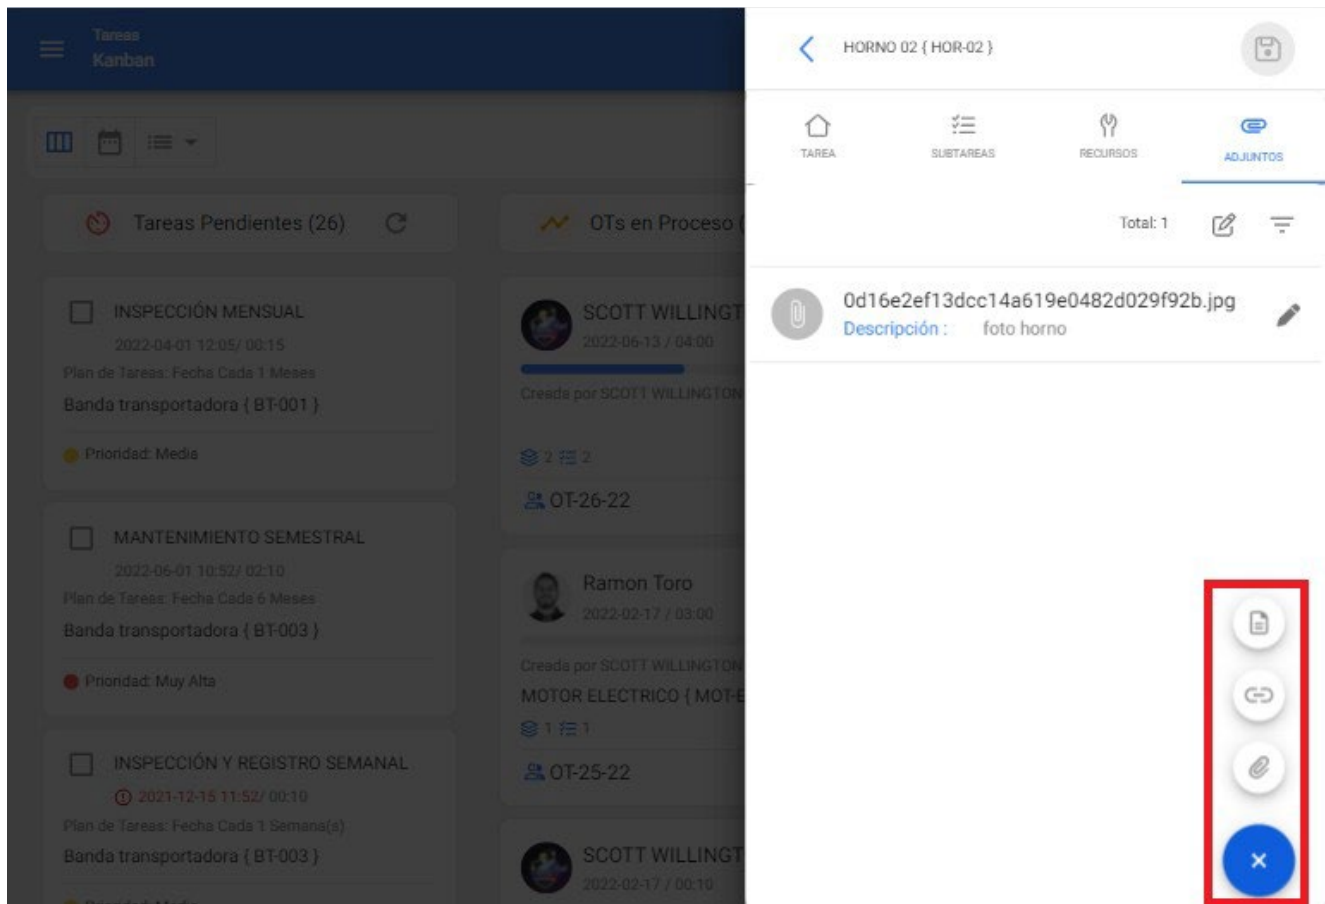 Tareas
Kanban
Tareas Pendientes (26)
INSPECCIÓN MENSUAL
2022-04-01 12:05/ 00:15
Plan de Tareas: Fecha Cada 1 Meses
Banda transportadora { BT-001 }
Prioridad: Media
MANTENIMIENTO SEMESTRAL
2022-06-01 10:52/ 02:10
Plan de Tareas: Fecha Cada 6 Meses
Banda transportadora { BT-003 }
Prioridad: Muy Alta
INSPECCIÓN Y REGISTRO SEMANAL
2021-12-15 11:52/ 00:10
Plan de Tareas: Fecha Cada 1 Semana(s)
Banda transportadora { BT-003 }
Prioridad: Media
OTs en Proceso (
SCOTT WILLINGT
2022-06-13 / 04:00
Creada por SCOTT WILLINGTON
2 2
OT-26-22
Ramon Toro
2022-02-17 / 03:00
Creada por SCOTT WILLINGTON
MOTOR ELECTRICO { MOT-E
1 1
OT-25-22
SCOTT WILLINGT
2022-02-17 / 00:10
HORNO 02 { HOR-02 }
TAREA
SUBTAREAS
RECURSOS
ADJUNTOS
Total: 1
0d16e2ef13dcc14a619e0482d029f92b.jpg
Descripción : foto horno